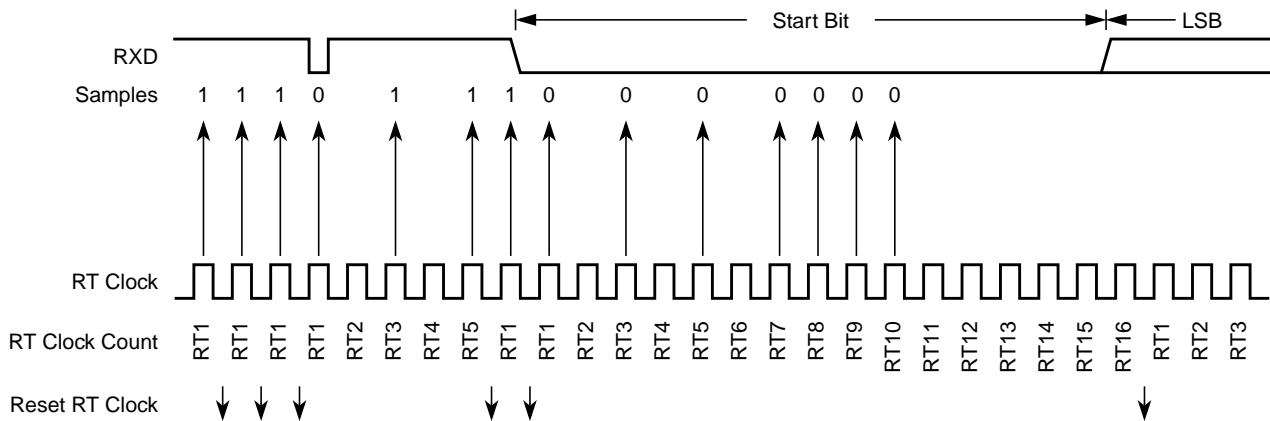 Start Bit LSB
RXD
Samples 1 1 1 0 1 1 1 0 0 0 0 0 0 0
RT Clock
RT Clock Count RT1 RT1 RT1 RT1 RT2 RT3 RT4 RT5 RT1 RT1 RT2 RT3 RT4 RT5 RT6 RT7 RT8 RT9 RT10 RT11 RT12 RT13 RT14 RT15 RT16 RT1 RT2 RT3
Reset RT Clock